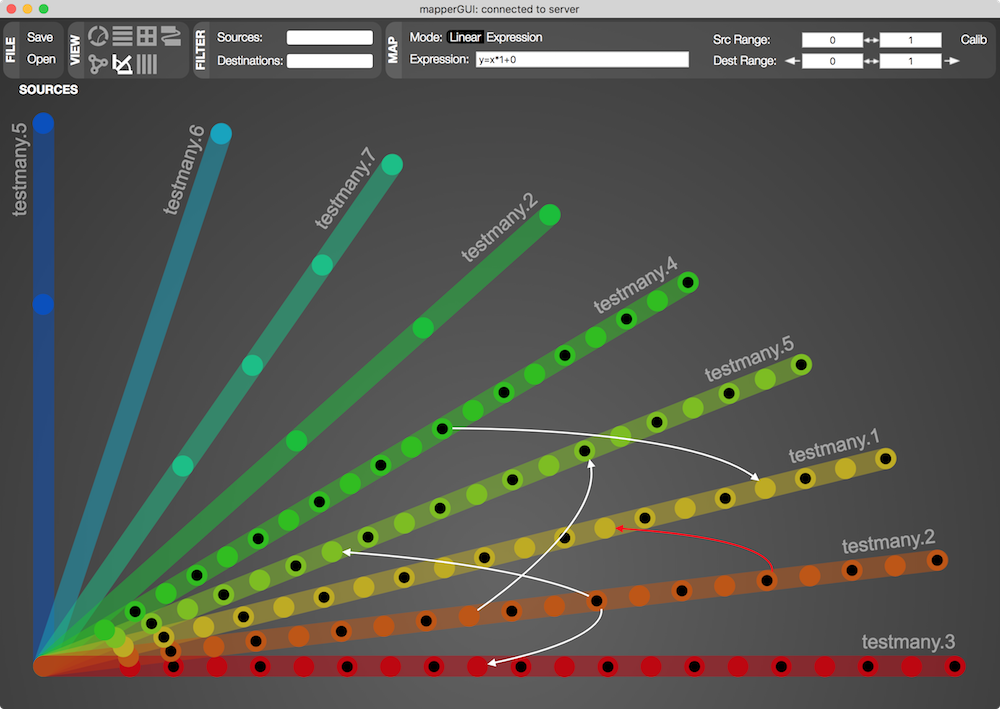 mapperGUI: connected to server
FILE
Save
Open
VIEW
FILTER
Sources:
Destinations:
MAP
Mode: Linear Expression
Expression: y=x*1+0
Src Range: 0 1 Calib
Dest Range: 0 1
SOURCES
testmany.5
testmany.6
testmany.7
testmany.2
testmany.4
testmany.5
testmany.1
testmany.2
testmany.3